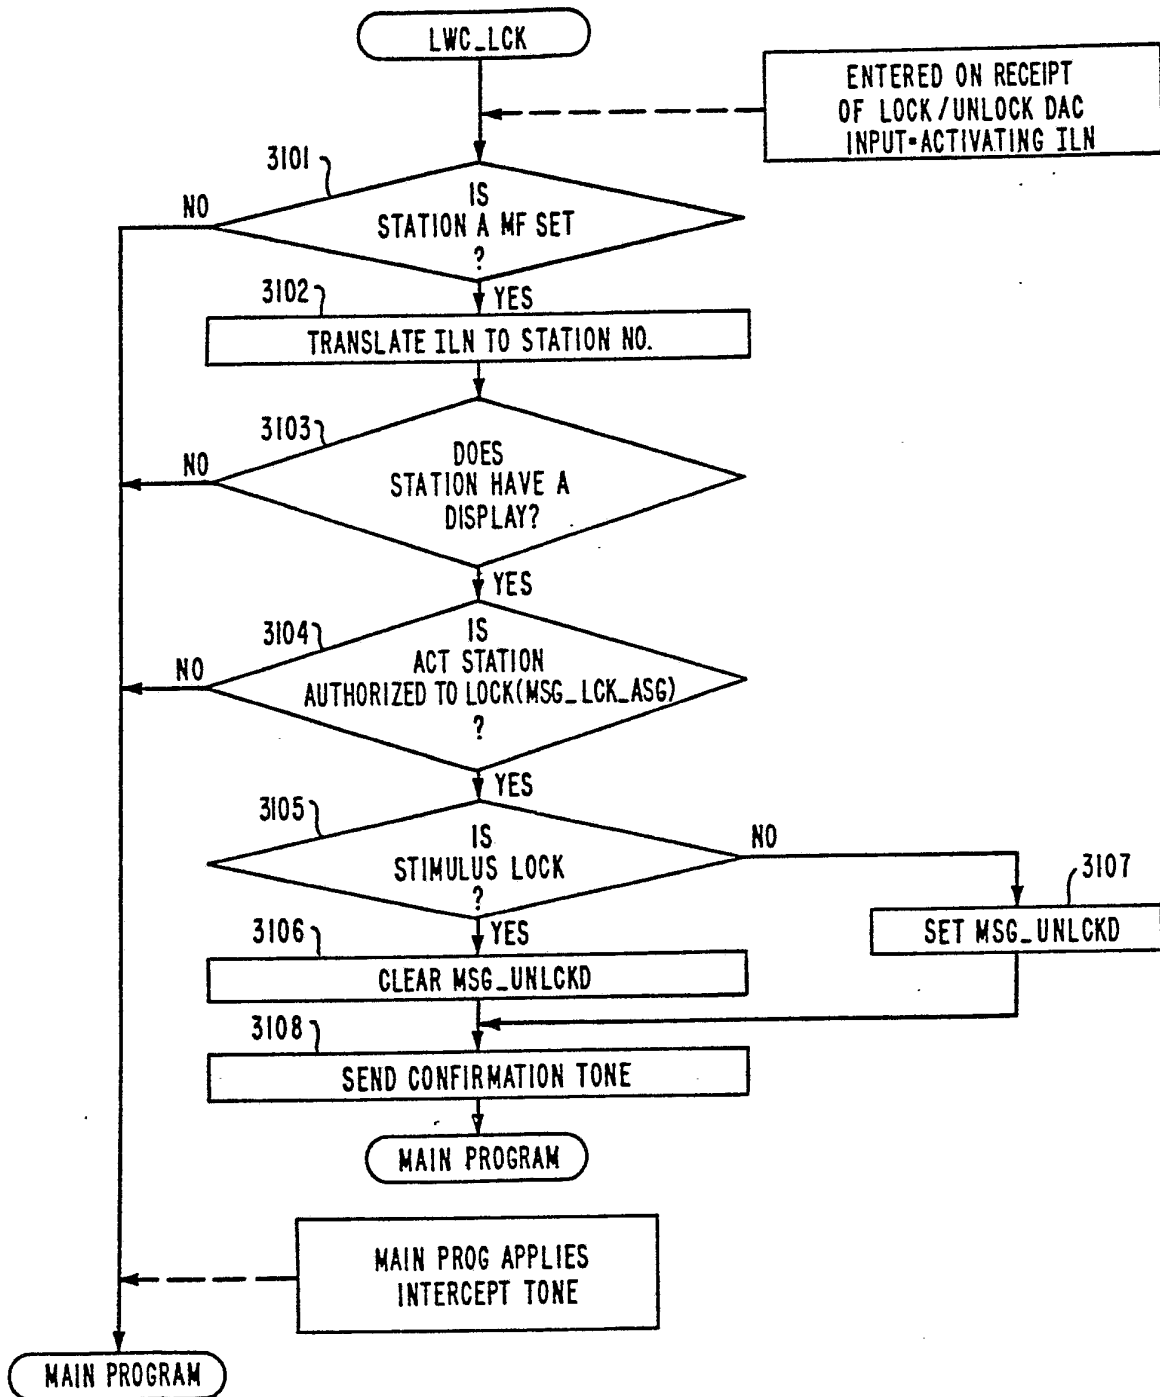 LWC_LCK
ENTERED ON RECEIPT
OF LOCK/UNLOCK DAC
INPUT=ACTIVATING ILN
3101
NO
IS
STATION A MF SET
?
3102
YES
TRANSLATE ILN TO STATION NO.
3103
NO
DOES
STATION HAVE A
DISPLAY?
YES
3104
NO
IS
ACT STATION
AUTHORIZED TO LOCK(MSG_LCK_ASG)
?
YES
3105
IS
STIMULUS LOCK
?
NO
3107
SET MSG_UNLCKD
3106
YES
CLEAR MSG_UNLCKD
3108
SEND CONFIRMATION TONE
MAIN PROGRAM
MAIN PROG APPLIES
INTERCEPT TONE
MAIN PROGRAM